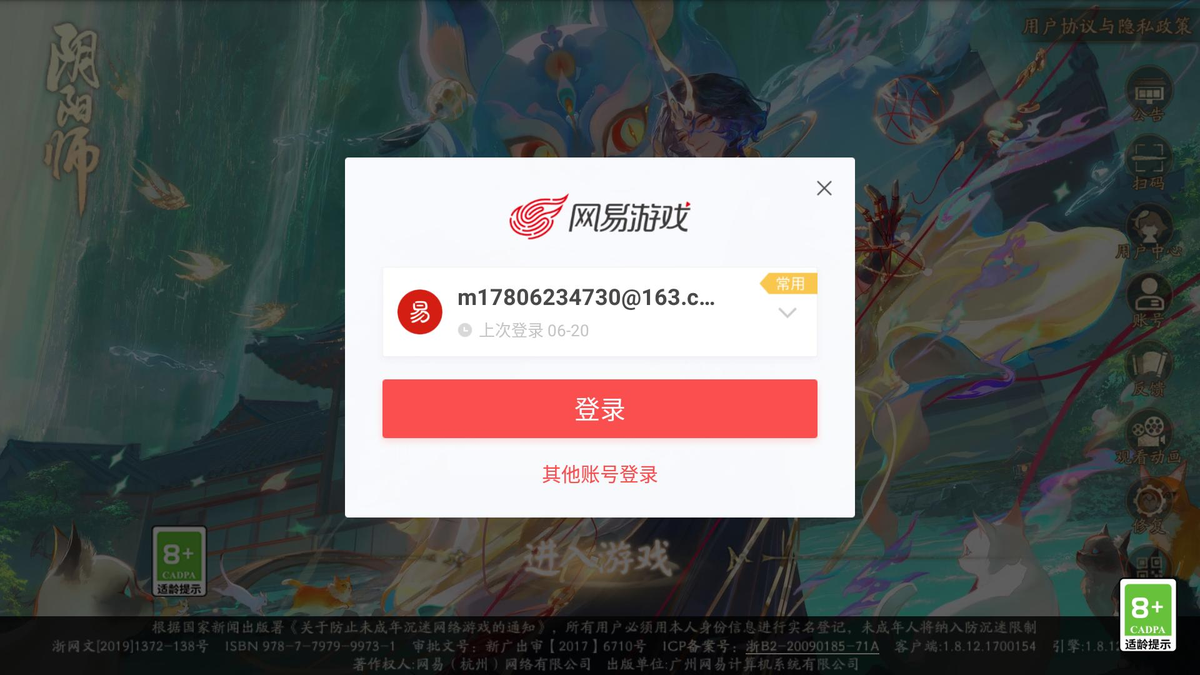 阴阳师
用户协议与隐私政策
公告
扫码
用户中心
账号
反馈
观看动画
修复
网易游戏
常用
易
m17806234730@163.c...
上次登录 06-20
登录
其他账号登录
进入游戏
8+
CADPA
适龄提示
8+
CADPA
适龄提示
根据国家新闻出版署《关于防止未成年沉迷网络游戏的通知》，所有用户必须用本人身份信息进行实名登记，未成年人将纳入防沉迷限制
浙网文[2019]1372-138号 ISBN 978-7-7979-9973-1 审批文号：新广出审【2017】6710号 ICP备案号：浙B2-20090185-71A 客户端:1.8.12.1700154 引擎:1.8.12
著作权人:网易（杭州）网络有限公司 出版单位:广州网易计算机系统有限公司